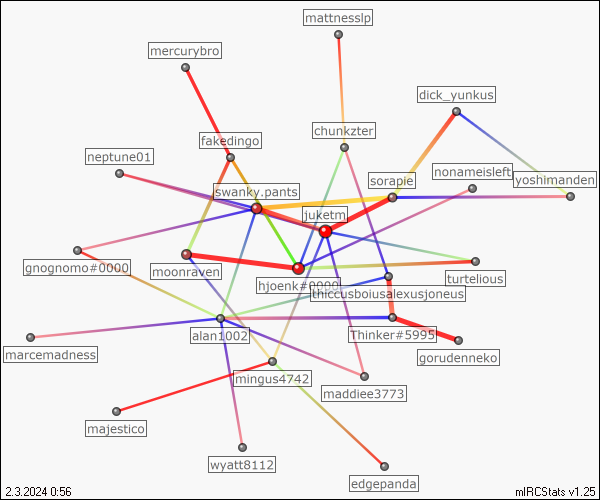 mattnesslp
mercurybro
dick_yunkus
chunkzter
fakedingo
neptune01
nonameisleft
sorapie
yoshimanden
swanky.pants
juketm
gnognomo#0000
moonraven
turtelious
hjoenk#0000
thiccusboiusalexusjoneus
alan1002
Thinker#5995
marcemadness
gorudenneko
mingus4742
maddiee3773
majestico
wyatt8112
edgepanda
2.3.2024 0:56
mIRCStats v1.25